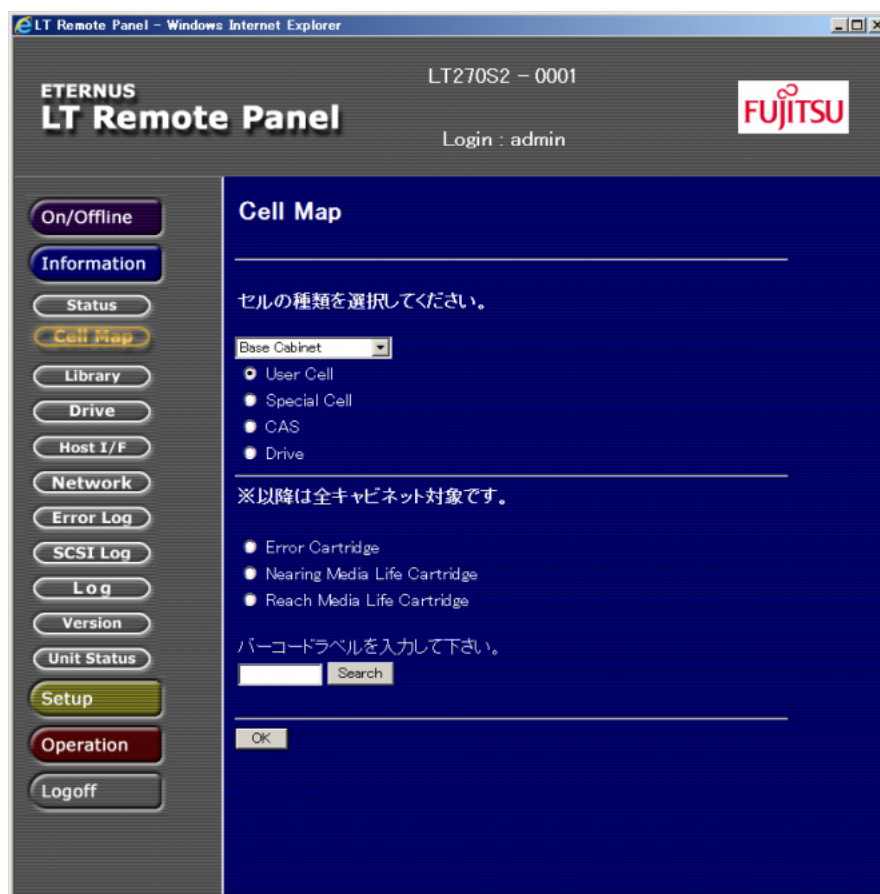 LT Remote Panel - Windows Internet Explorer
ETERNUS
LT Remote Panel
LT270S2 - 0001
Login : admin
FUJITSU
On/Offline
Information
Status
Cell Map
Library
Drive
Host I/F
Network
Error Log
SCSI Log
Log
Version
Unit Status
Setup
Operation
Logoff
Cell Map
セルの種類を選択してください。
Base Cabinet
User Cell
Special Cell
CAS
Drive
※以降は全キャビネット対象です。
Error Cartridge
Nearing Media Life Cartridge
Reach Media Life Cartridge
バーコードラベルを入力して下さい。
Search
OK